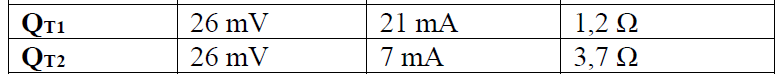 QT1 26 mV 21 mA 1,2 Ω
QT2 26 mV 7 mA 3,7 Ω